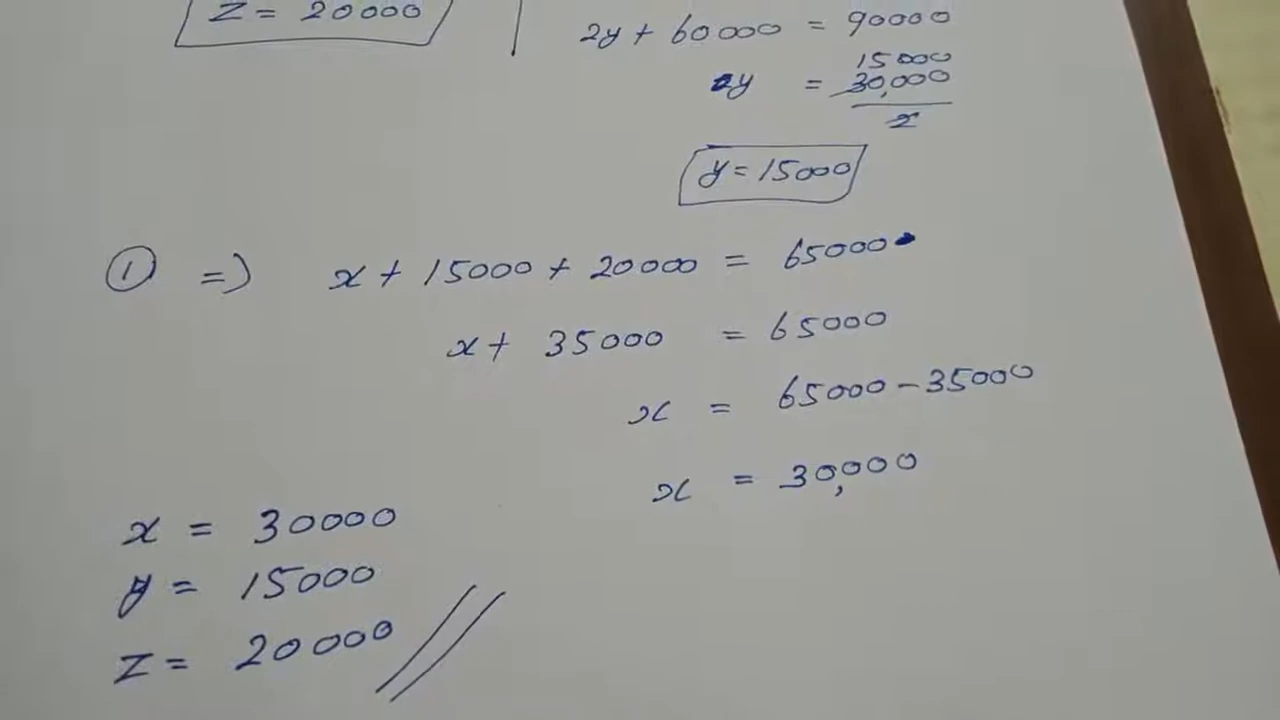 Z = 20000
2y + 60000 = 90000
15000
2y = 30,000
2
y = 15000
① => x + 15000 + 20000 = 65000
x + 35000 = 65000
x = 65000 - 35000
x = 30,000
x = 30000
y = 15000
z = 20000 //